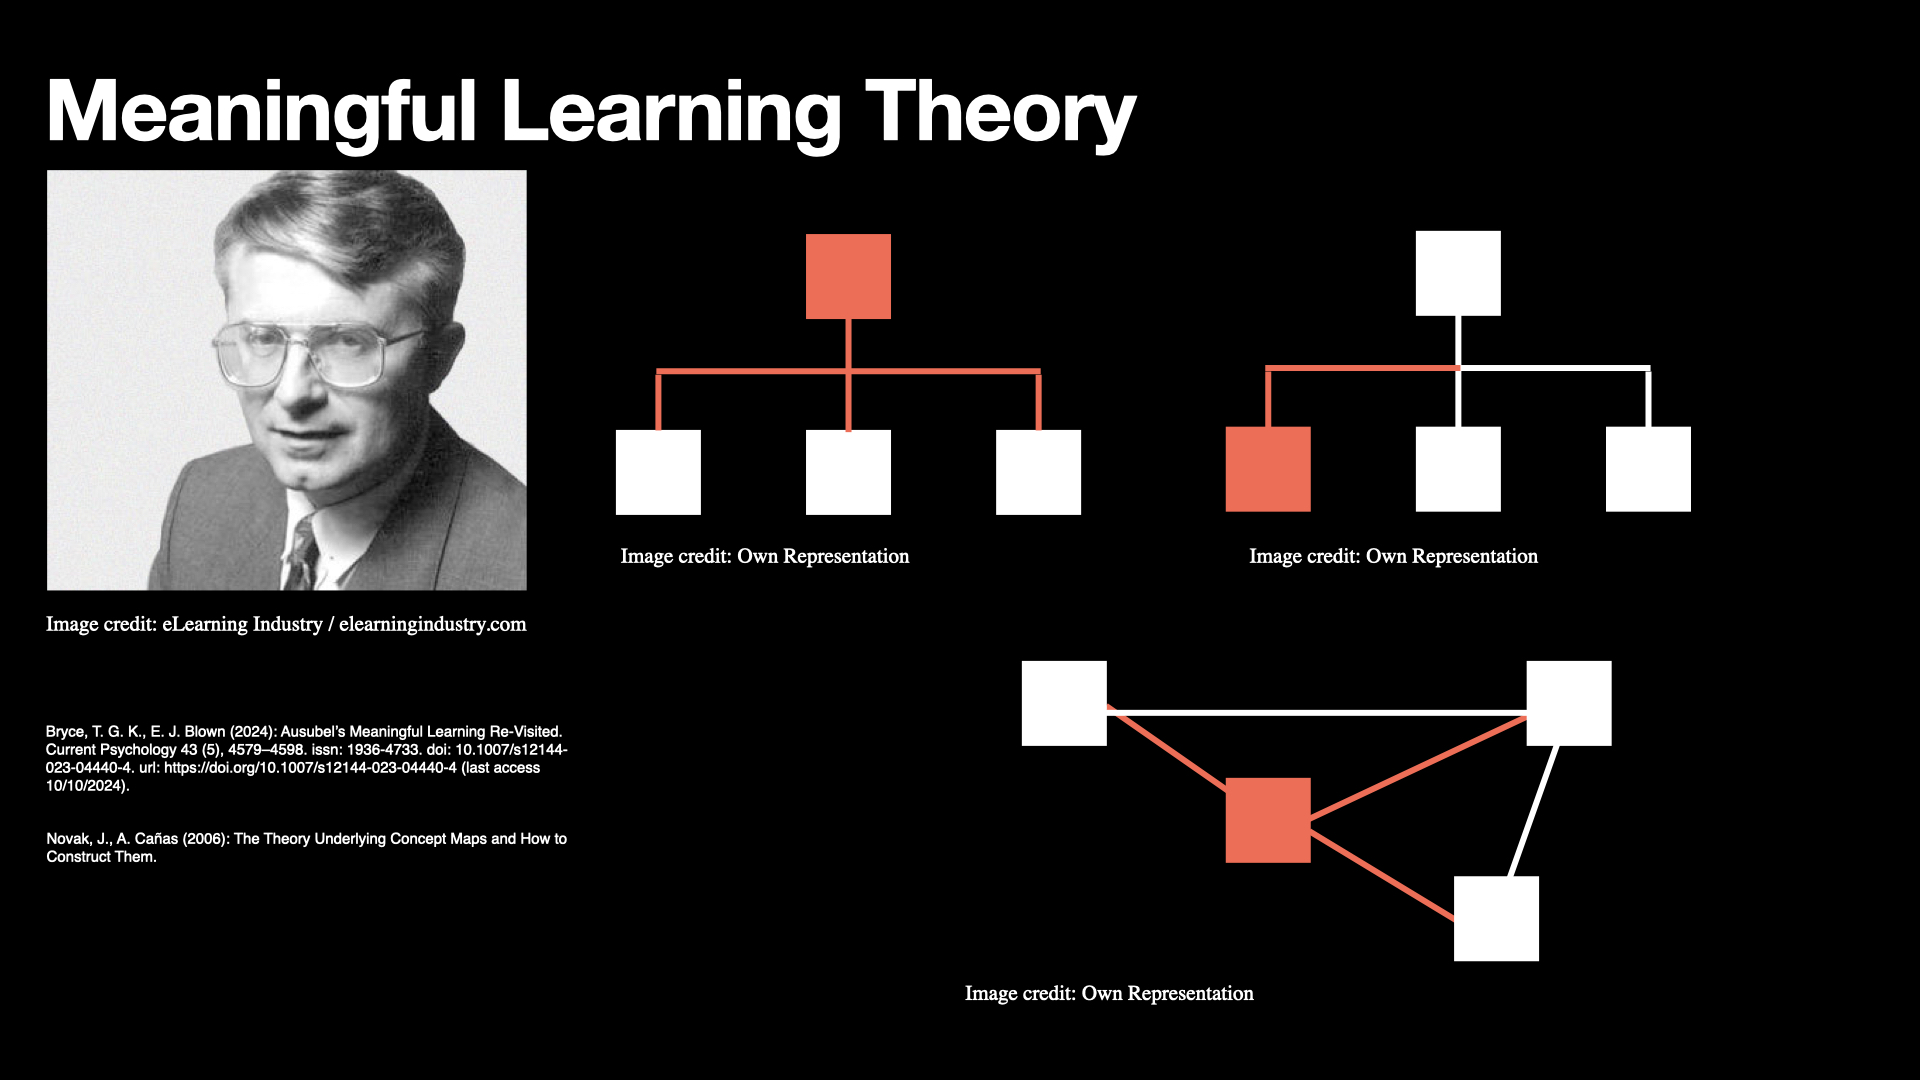 Meaningful Learning Theory
Image credit: Own Representation
Image credit: Own Representation
Image credit: eLearning Industry / elearningindustry.com
Bryce, T. G. K., E. J. Blown (2024): Ausubel’s Meaningful Learning Re-Visited.
Current Psychology 43 (5), 4579–4598. issn: 1936-4733. doi: 10.1007/s12144-
023-04440-4. url: https://doi.org/10.1007/s12144-023-04440-4 (last access
10/10/2024).
Novak, J., A. Cañas (2006): The Theory Underlying Concept Maps and How to
Construct Them.
Image credit: Own Representation